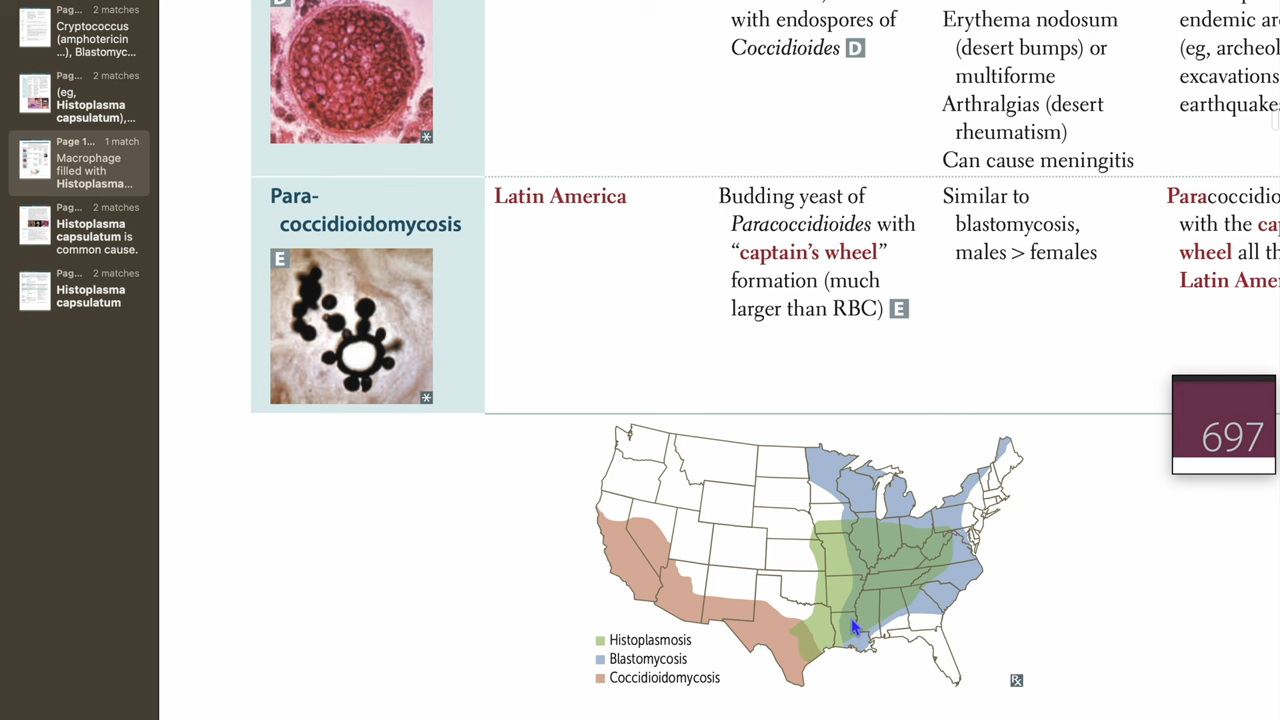 Pag... 2 matches
Cryptococcus
(amphotericin
...), Blastomyc...
Pag... 2 matches
(eg,
Histoplasma
capsulatum),...
Page 1... 1 match
Macrophage
filled with
Histoplasma...
Pag... 2 matches
Histoplasma
capsulatum is
common cause.
Pag... 2 matches
Histoplasma
capsulatum
D
with endospores of
Coccidioides D
Erythema nodosum
(desert bumps) or
multiforme
Arthralgias (desert
rheumatism)
Can cause meningitis
endemic ar
(eg, archeol
excavations
earthquake
Para-
coccidioidomycosis
E
Latin America
Budding yeast of
Paracoccidioides with
“captain’s wheel”
formation (much
larger than RBC) E
Similar to
blastomycosis,
males > females
Paracoccidio
with the cap
wheel all th
Latin Amer
697
Histoplasmosis
Blastomycosis
Coccidioidomycosis
Rx